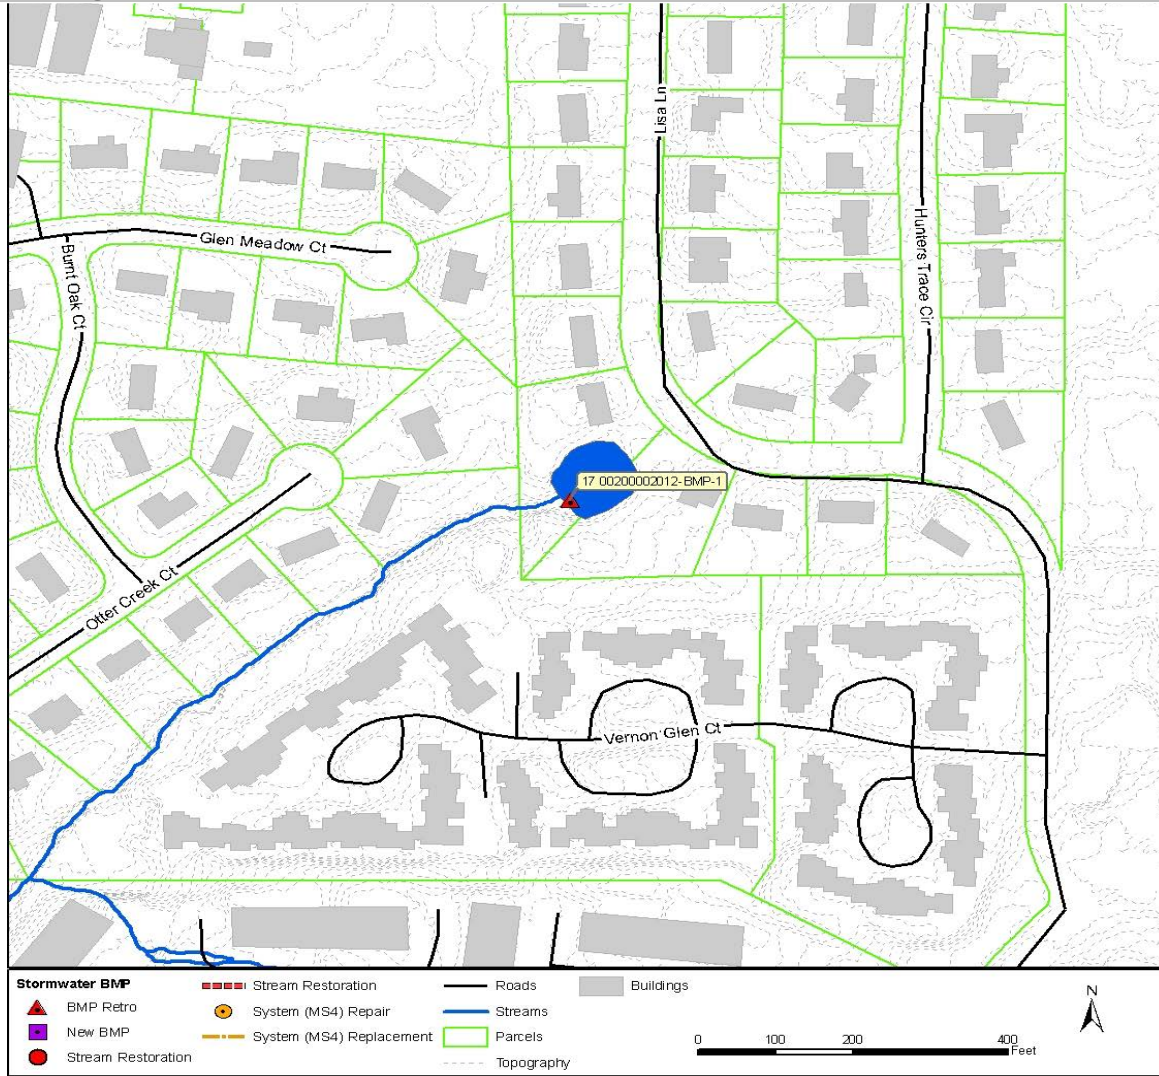 Lisa Ln
Hunters Trace Cir
Glen Meadow Ct
Burnt Oak Ct
17 00200002012-BMP-1
Otter Creek Ct
Vernon Glen Ct
Stormwater BMP
BMP Retro
New BMP
Stream Restoration
Stream Restoration
System (MS4) Repair
System (MS4) Replacement
Roads
Streams
Parcels
Topography
Buildings
N
0 100 200 400
Feet